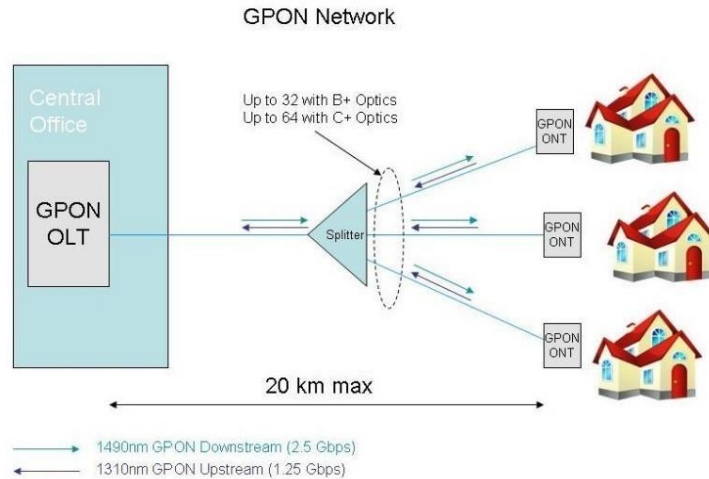 GPON Network
Central
Office
GPON
OLT
Up to 32 with B+ Optics
Up to 64 with C+ Optics
Splitter
GPON
ONT
GPON
ONT
GPON
ONT
20 km max
1490nm GPON Downstream (2.5 Gbps)
1310nm GPON Upstream (1.25 Gbps)